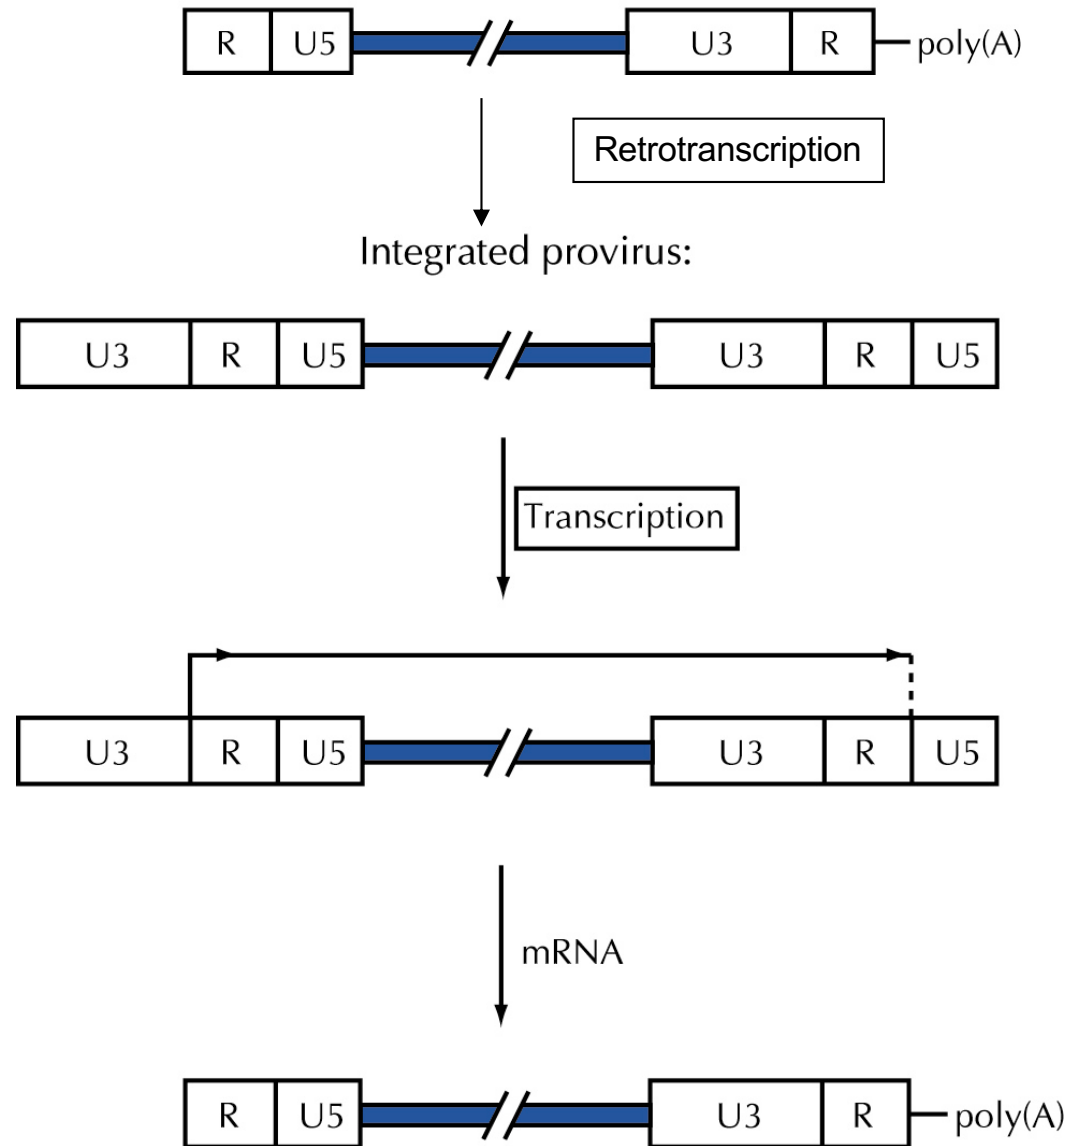 R U5 U3 R poly(A)
Retrotranscription
Integrated provirus:
U3 R U5 U3 R U5
Transcription
U3 R U5 U3 R U5
mRNA
R U5 U3 R poly(A)